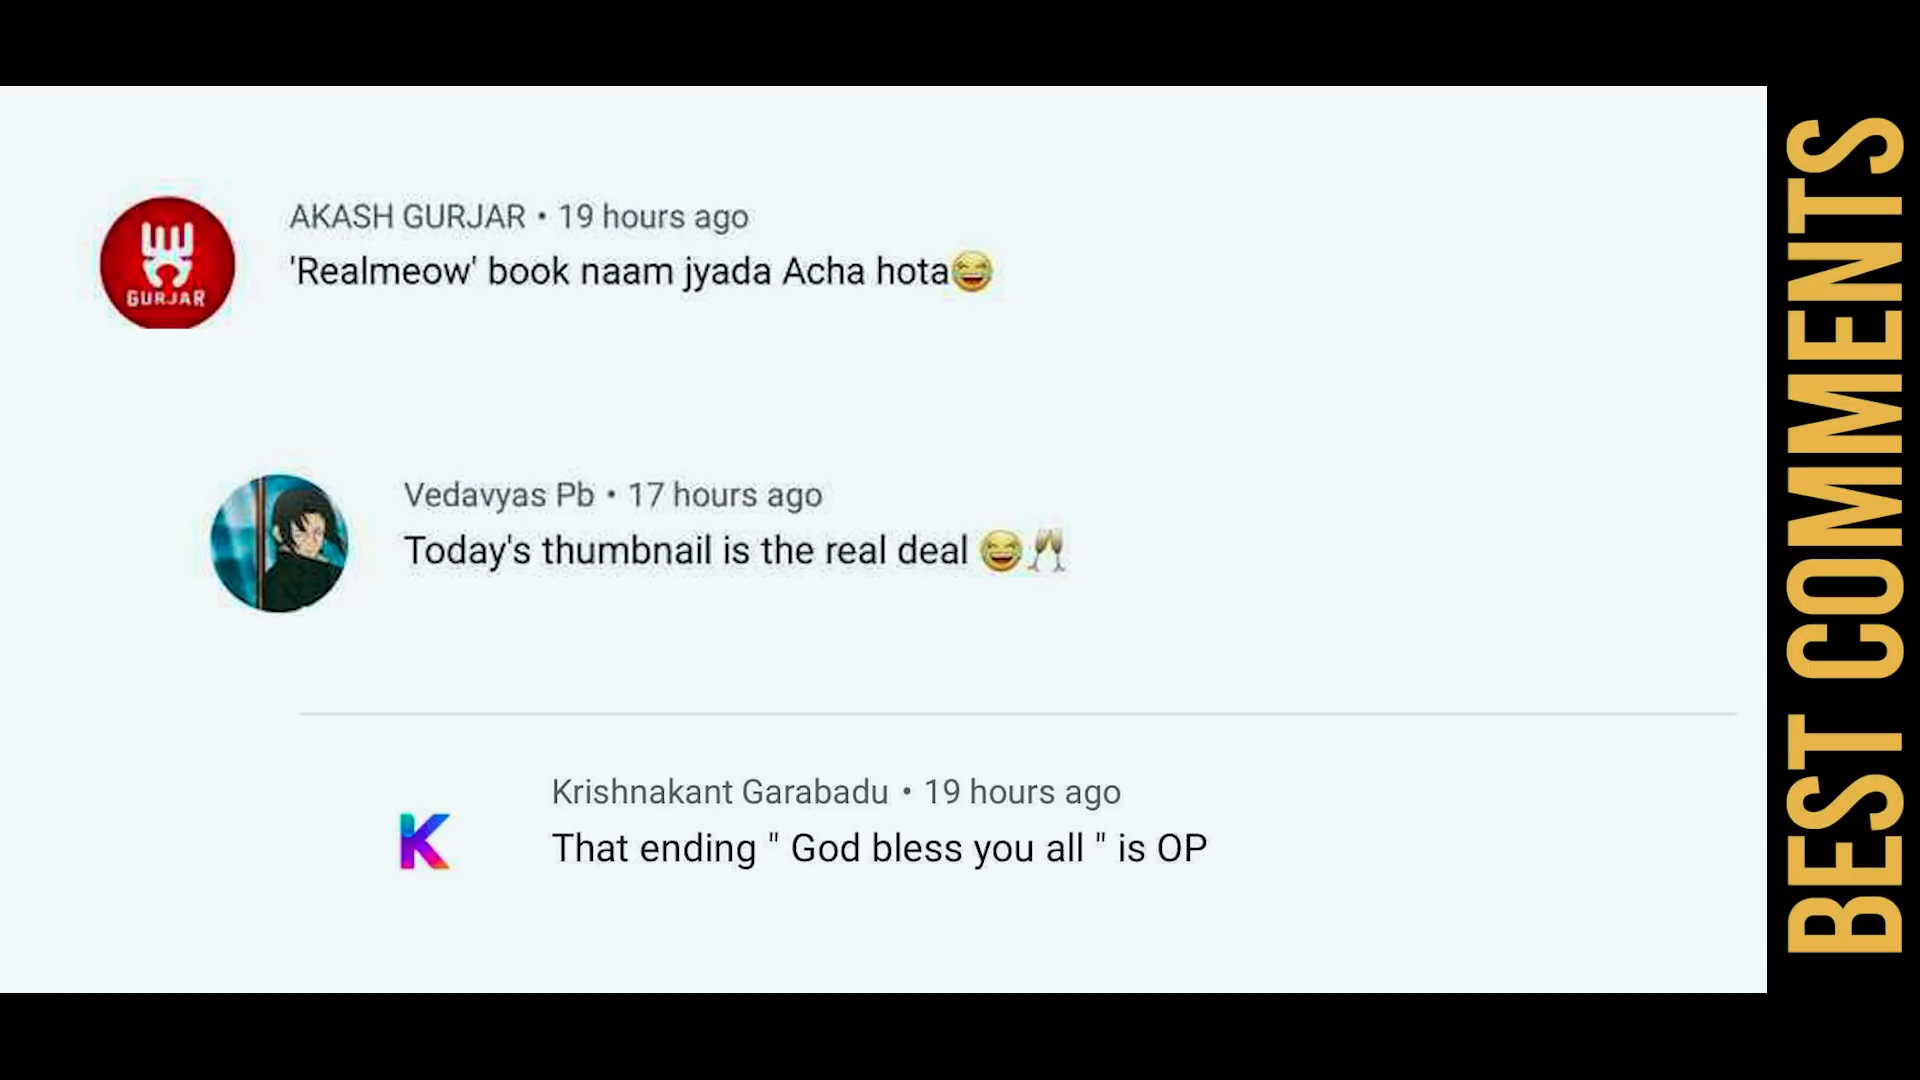 AKASH GURJAR • 19 hours ago
'Realmeow' book naam jyada Acha hota😂
GURJAR
Vedavyas Pb • 17 hours ago
Today's thumbnail is the real deal 😂🥂
Krishnakant Garabadu • 19 hours ago
K
That ending " God bless you all " is OP
BEST COMMENTS